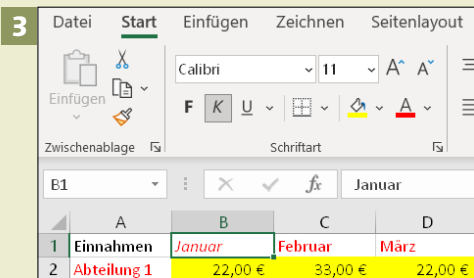 3
Datei Start Einfügen Zeichnen Seitenlayout
Calibri 11 A A
Einfügen
F K U A
Zwischenablage Schriftart
B1 fx Januar
A B C D
1 Einnahmen Januar Februar März
2 Abteilung 1 22,00 € 33,00 € 22,00 €